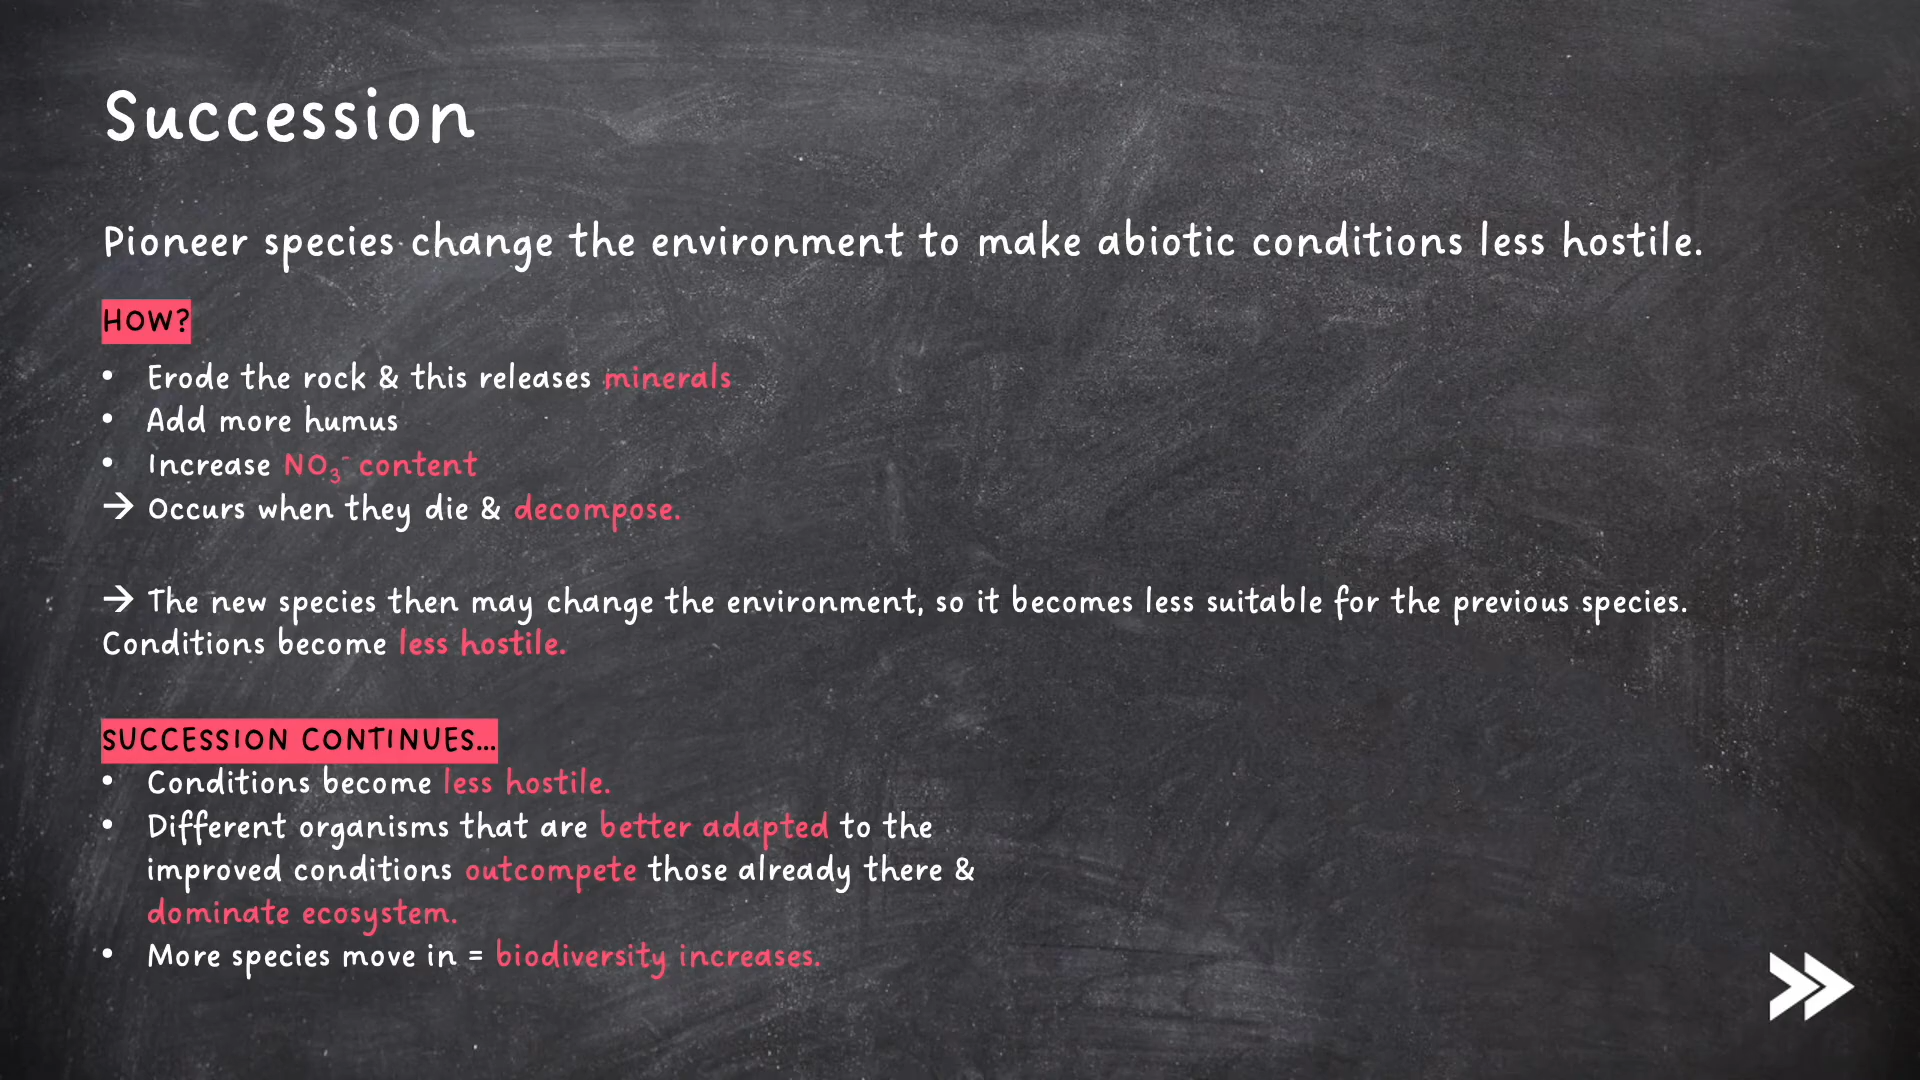 Succession
Pioneer species change the environment to make abiotic conditions less hostile.
HOW?
• Erode the rock & this releases minerals
• Add more humus
• Increase NO₃⁻ content
→ Occurs when they die & decompose.
→ The new species then may change the environment, so it becomes less suitable for the previous species.
Conditions become less hostile.
SUCCESSION CONTINUES...
• Conditions become less hostile.
• Different organisms that are better adapted to the
improved conditions outcompete those already there &
dominate ecosystem.
• More species move in = biodiversity increases.